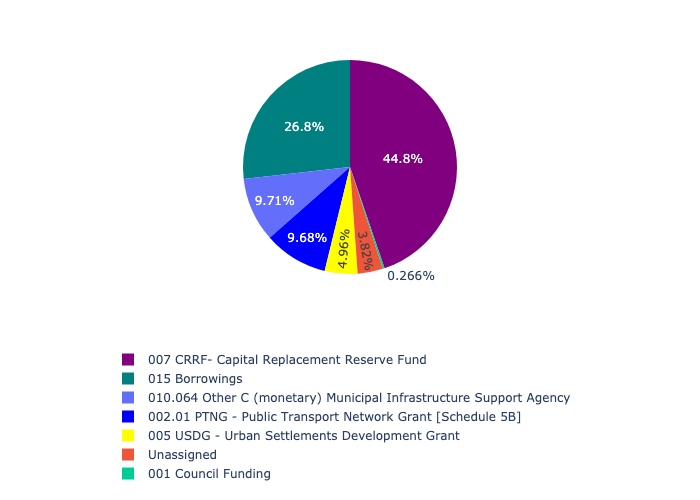 26.8%
44.8%
9.71%
9.68%
4.96%
3.82%
0.266%
007 CRRF- Capital Replacement Reserve Fund
015 Borrowings
010.064 Other C (monetary) Municipal Infrastructure Support Agency
002.01 PTNG - Public Transport Network Grant [Schedule 5B]
005 USDG - Urban Settlements Development Grant
Unassigned
001 Council Funding